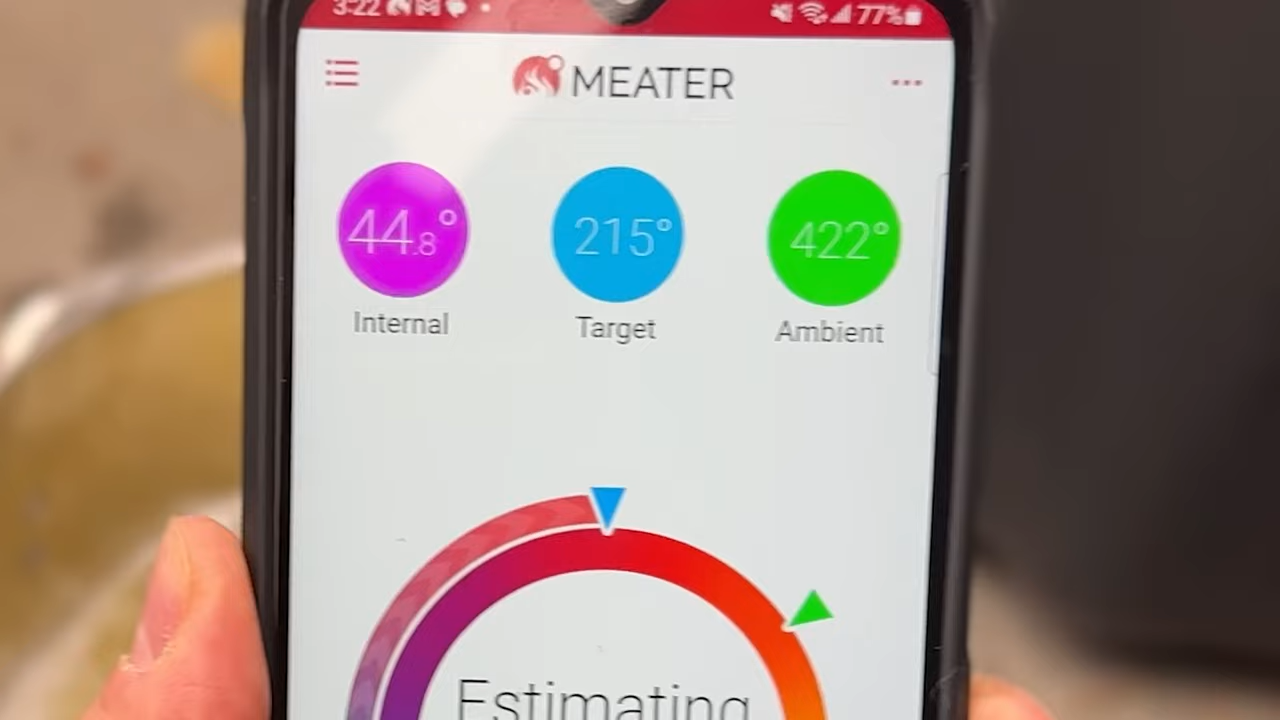 3:22 77%
MEATER
44.8° 215° 422°
Internal Target Ambient
Estimating